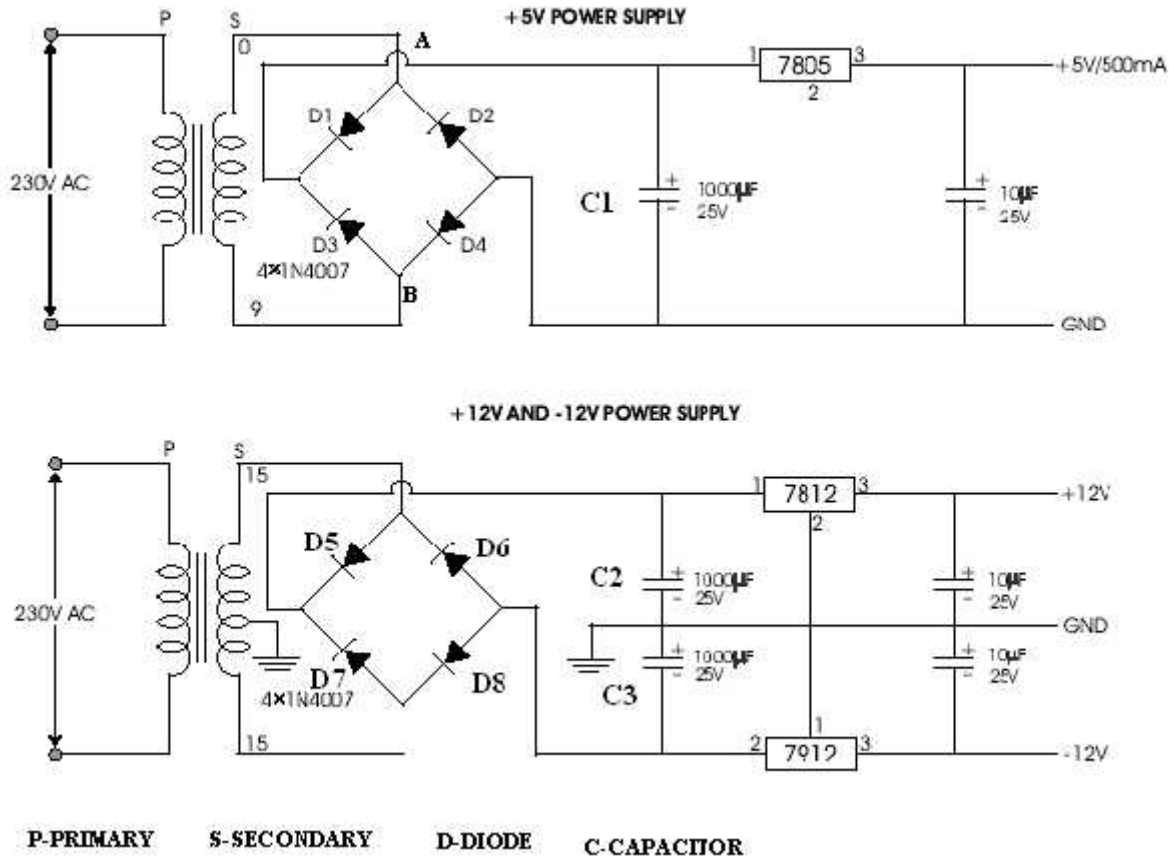 +5V POWER SUPPLY
P S
0
A
1 7805 3
2
+5V/500mA
D1 D2
230V AC
C1
+ 1000µF
- 25V
+ 10µF
- 25V
D3 D4
4×1N4007
B
9
GND
+12V AND -12V POWER SUPPLY
P S
15
1 7812 3
2
+12V
D5 D6
C2
+ 1000µF
- 25V
+ 10µF
- 25V
230V AC
GND
+ 1000µF
- 25V
+ 10µF
- 25V
D7 D8
C3
4×1N4007
15
1
2 7912 3
-12V
P-PRIMARY S-SECONDARY D-DIODE C-CAPACITOR